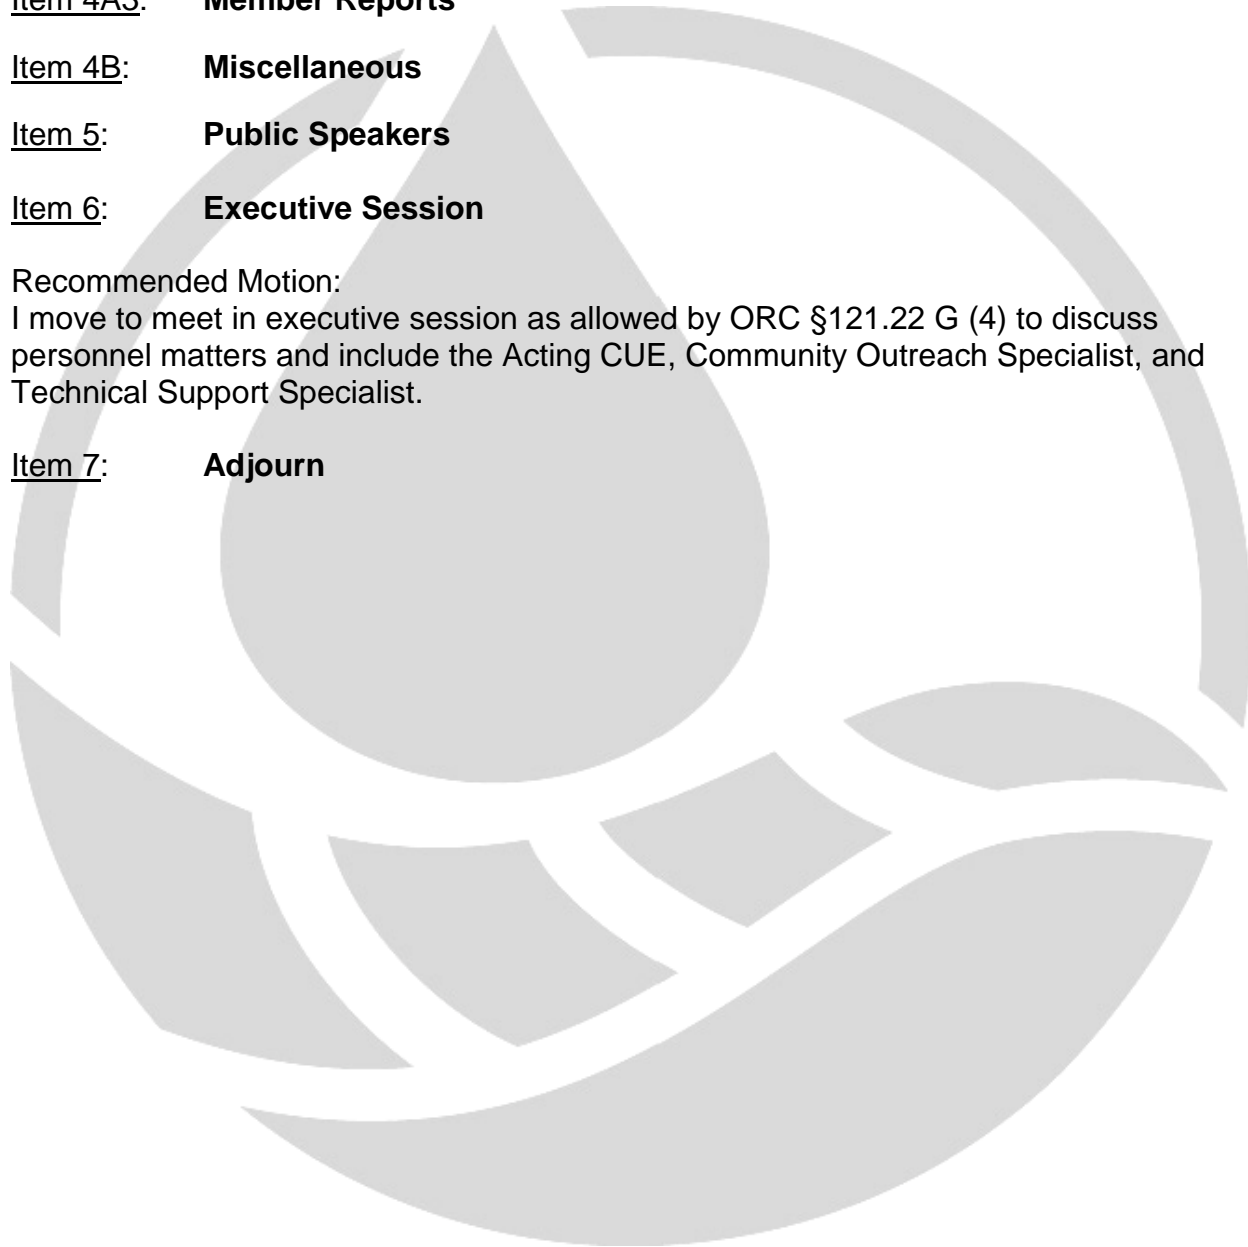 Item 4A3: Member Reports
Item 4B: Miscellaneous
Item 5: Public Speakers
Item 6: Executive Session
Recommended Motion:
I move to meet in executive session as allowed by ORC §121.22 G (4) to discuss
personnel matters and include the Acting CUE, Community Outreach Specialist, and
Technical Support Specialist.
Item 7: Adjourn